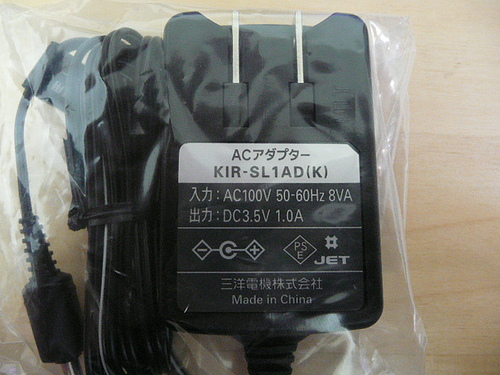 ACアダプター
KIR-SL1AD(K)
入力：AC100V 50-60Hz 8VA
出力：DC3.5V 1.0A
PS
E
JET
三洋電機株式会社
Made in China